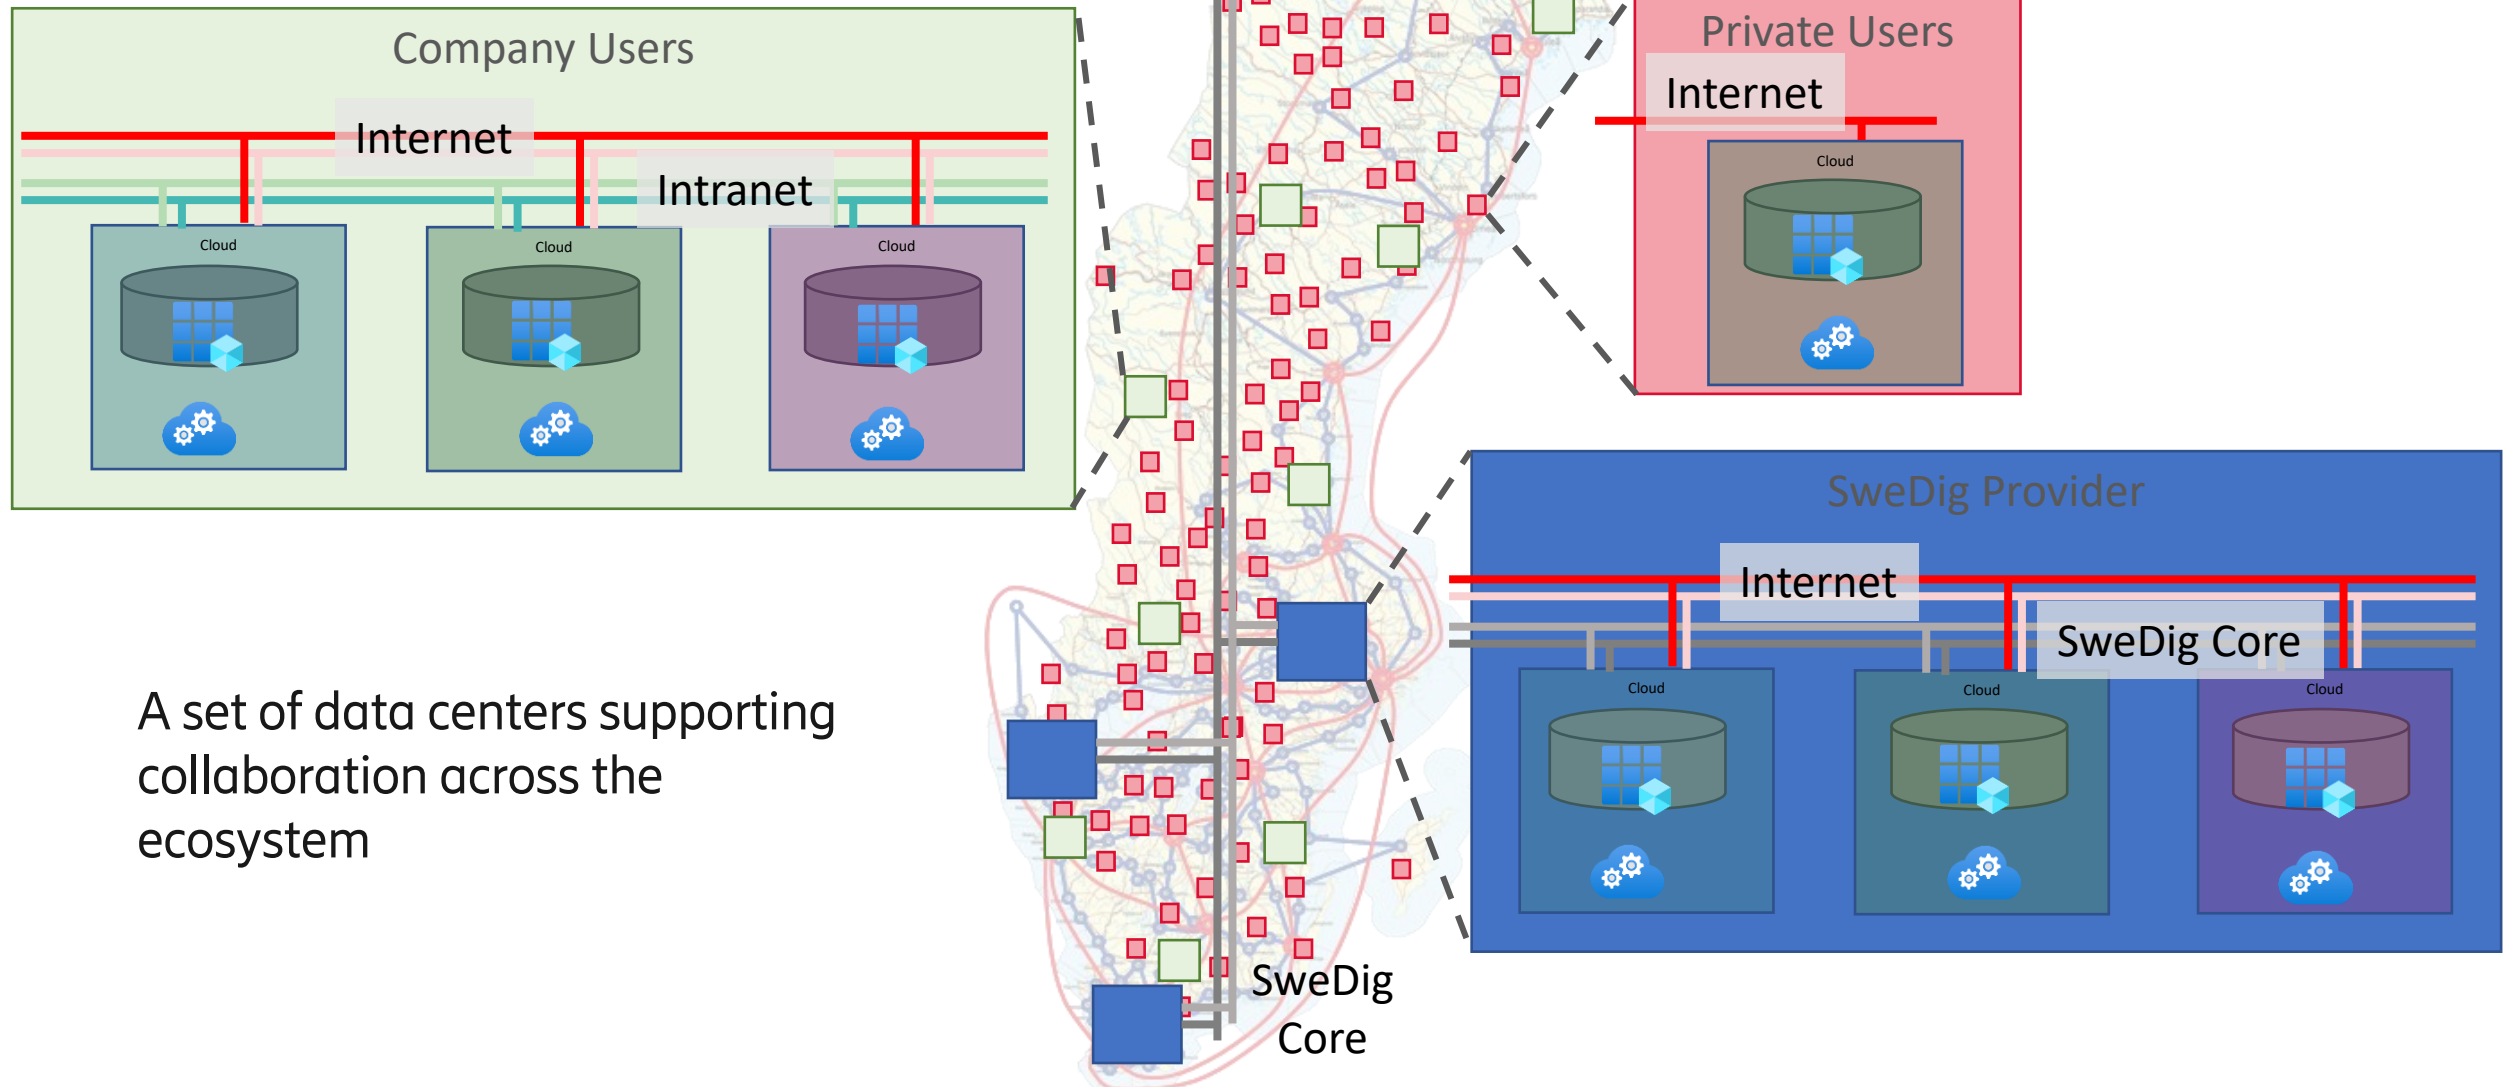 Company Users
Internet
Intranet
Cloud
Cloud
Cloud
Private Users
Internet
Cloud
SweDig Provider
Internet
SweDig Core
Cloud
Cloud
Cloud
A set of data centers supporting
collaboration across the
ecosystem
SweDig
Core